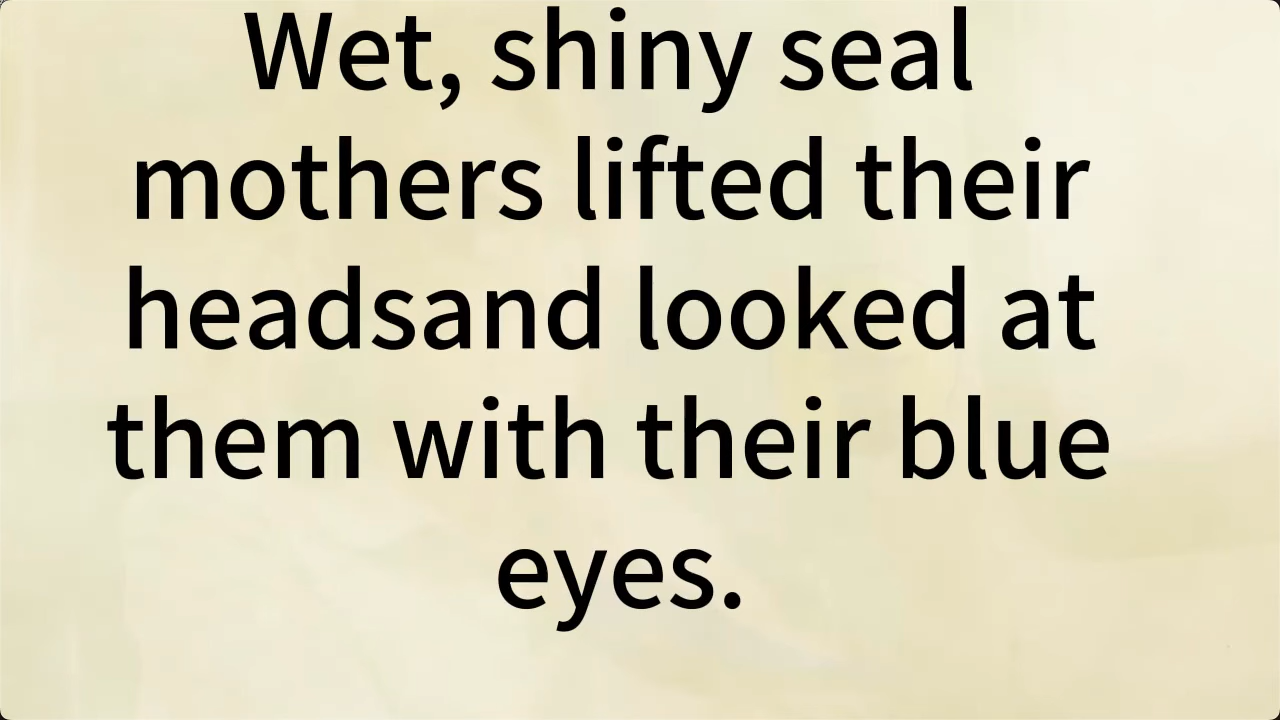 Wet, shiny seal
mothers lifted their
headsand looked at
them with their blue
eyes.